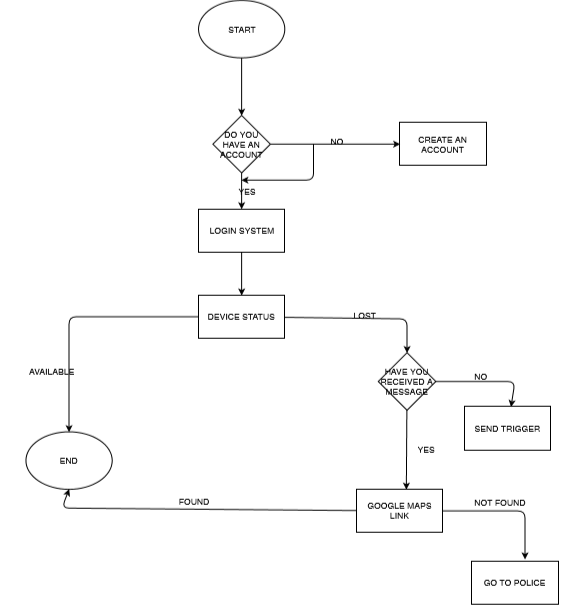 START
DO YOU
HAVE AN
ACCOUNT
NO
CREATE AN
ACCOUNT
YES
LOGIN SYSTEM
DEVICE STATUS
LOST
AVAILABLE
HAVE YOU
RECEIVED A
MESSAGE
NO
SEND TRIGGER
YES
END
FOUND
GOOGLE MAPS
LINK
NOT FOUND
GO TO POLICE